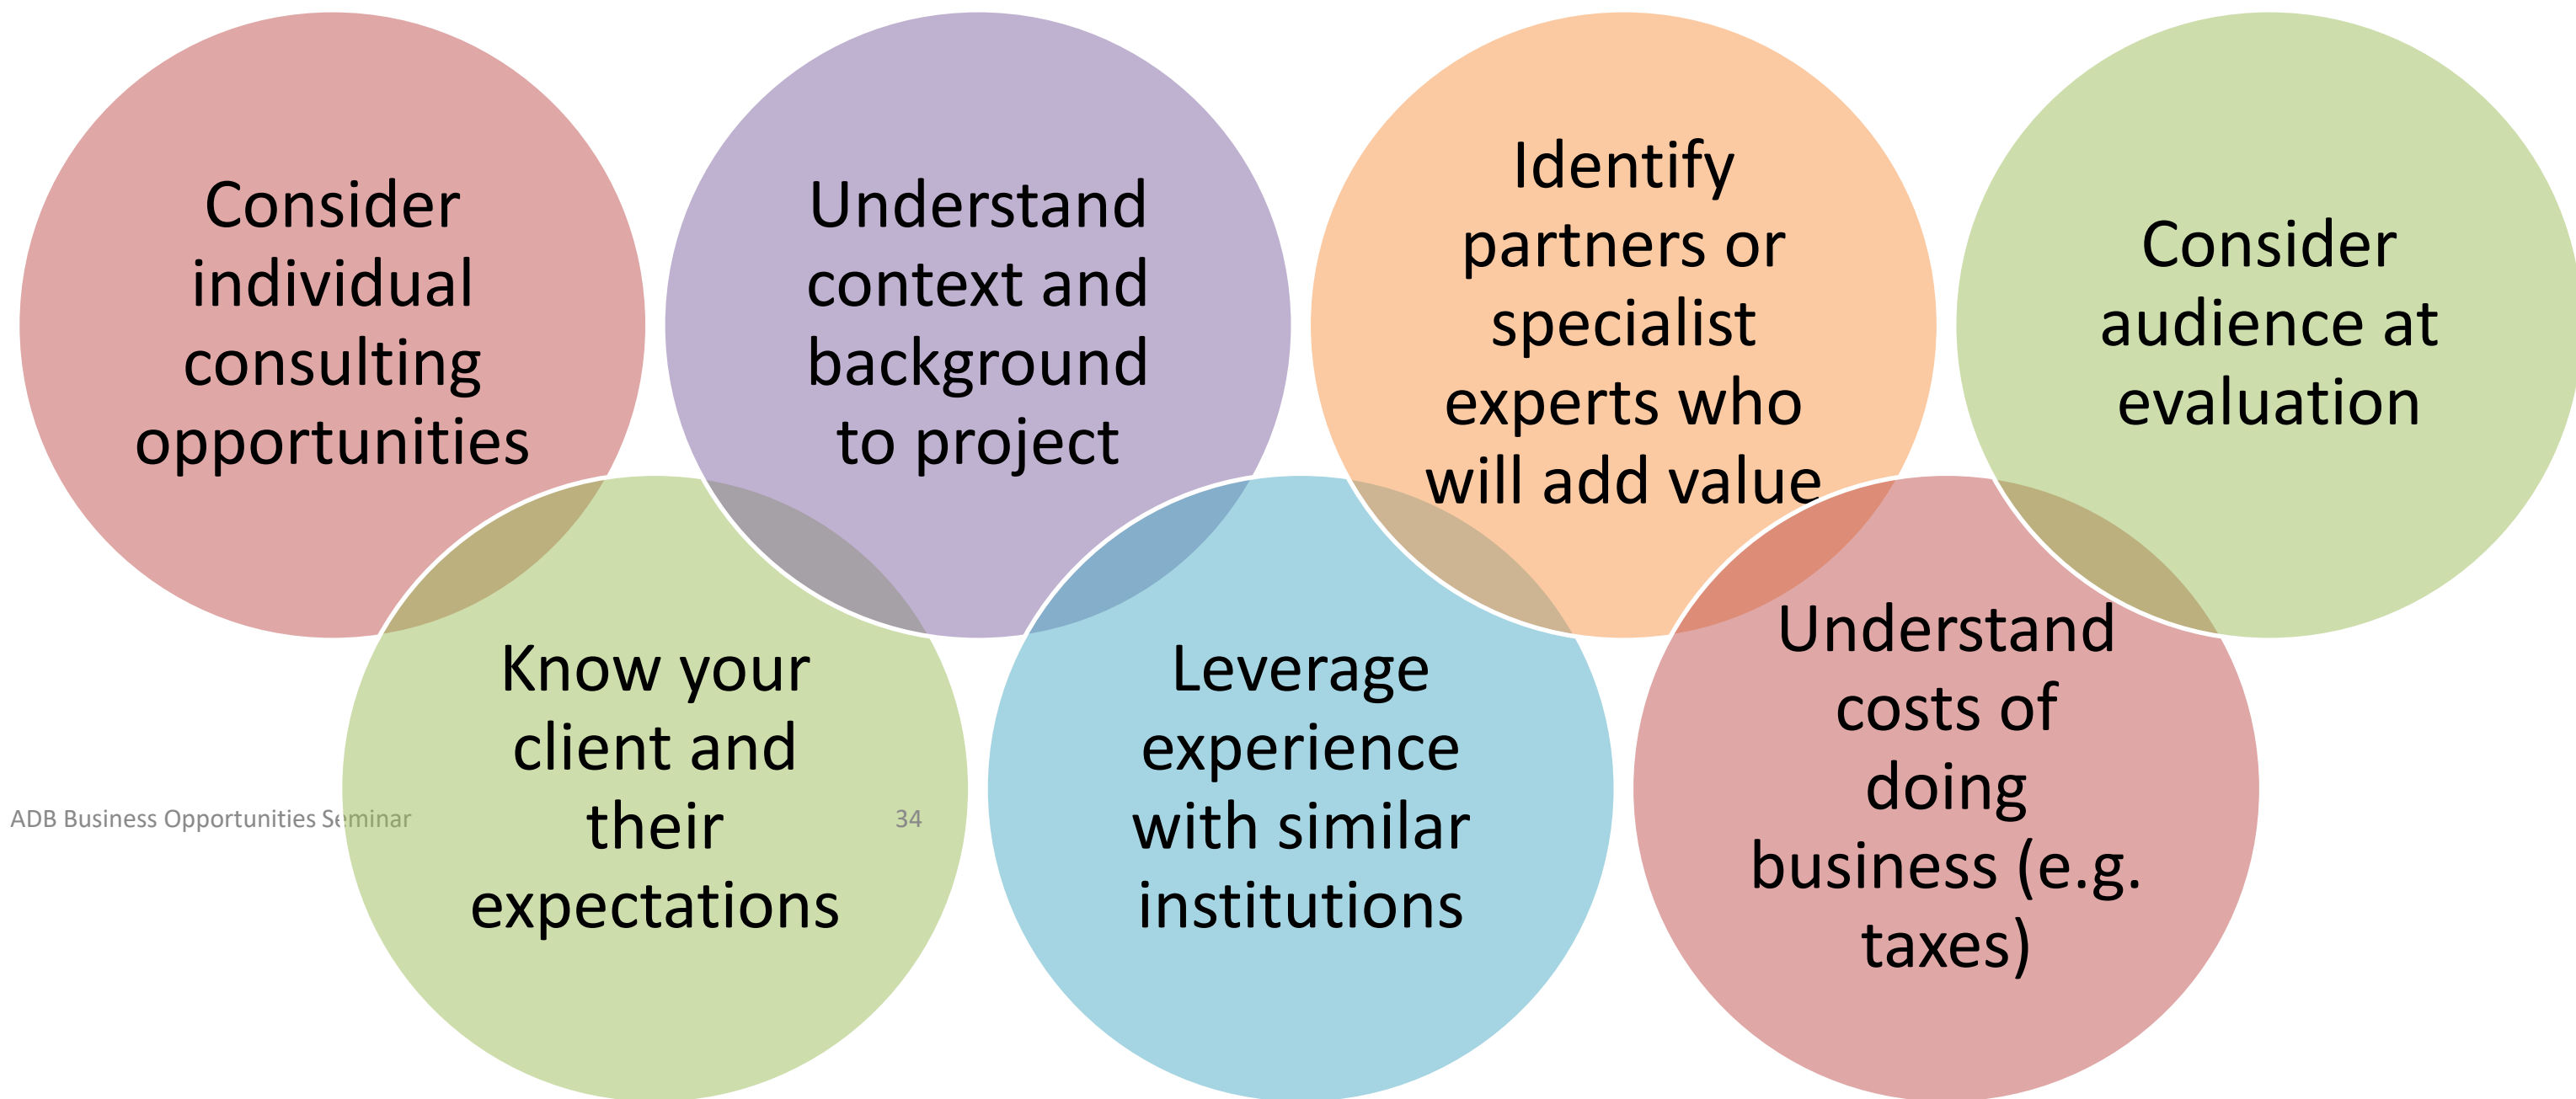 Consider
individual
consulting
opportunities
Understand
context and
background
to project
Identify
partners or
specialist
experts who
will add value
Consider
audience at
evaluation
Know your
client and
their
expectations
Leverage
experience
with similar
institutions
Understand
costs of
doing
business (e.g.
taxes)
ADB Business Opportunities Seminar
34